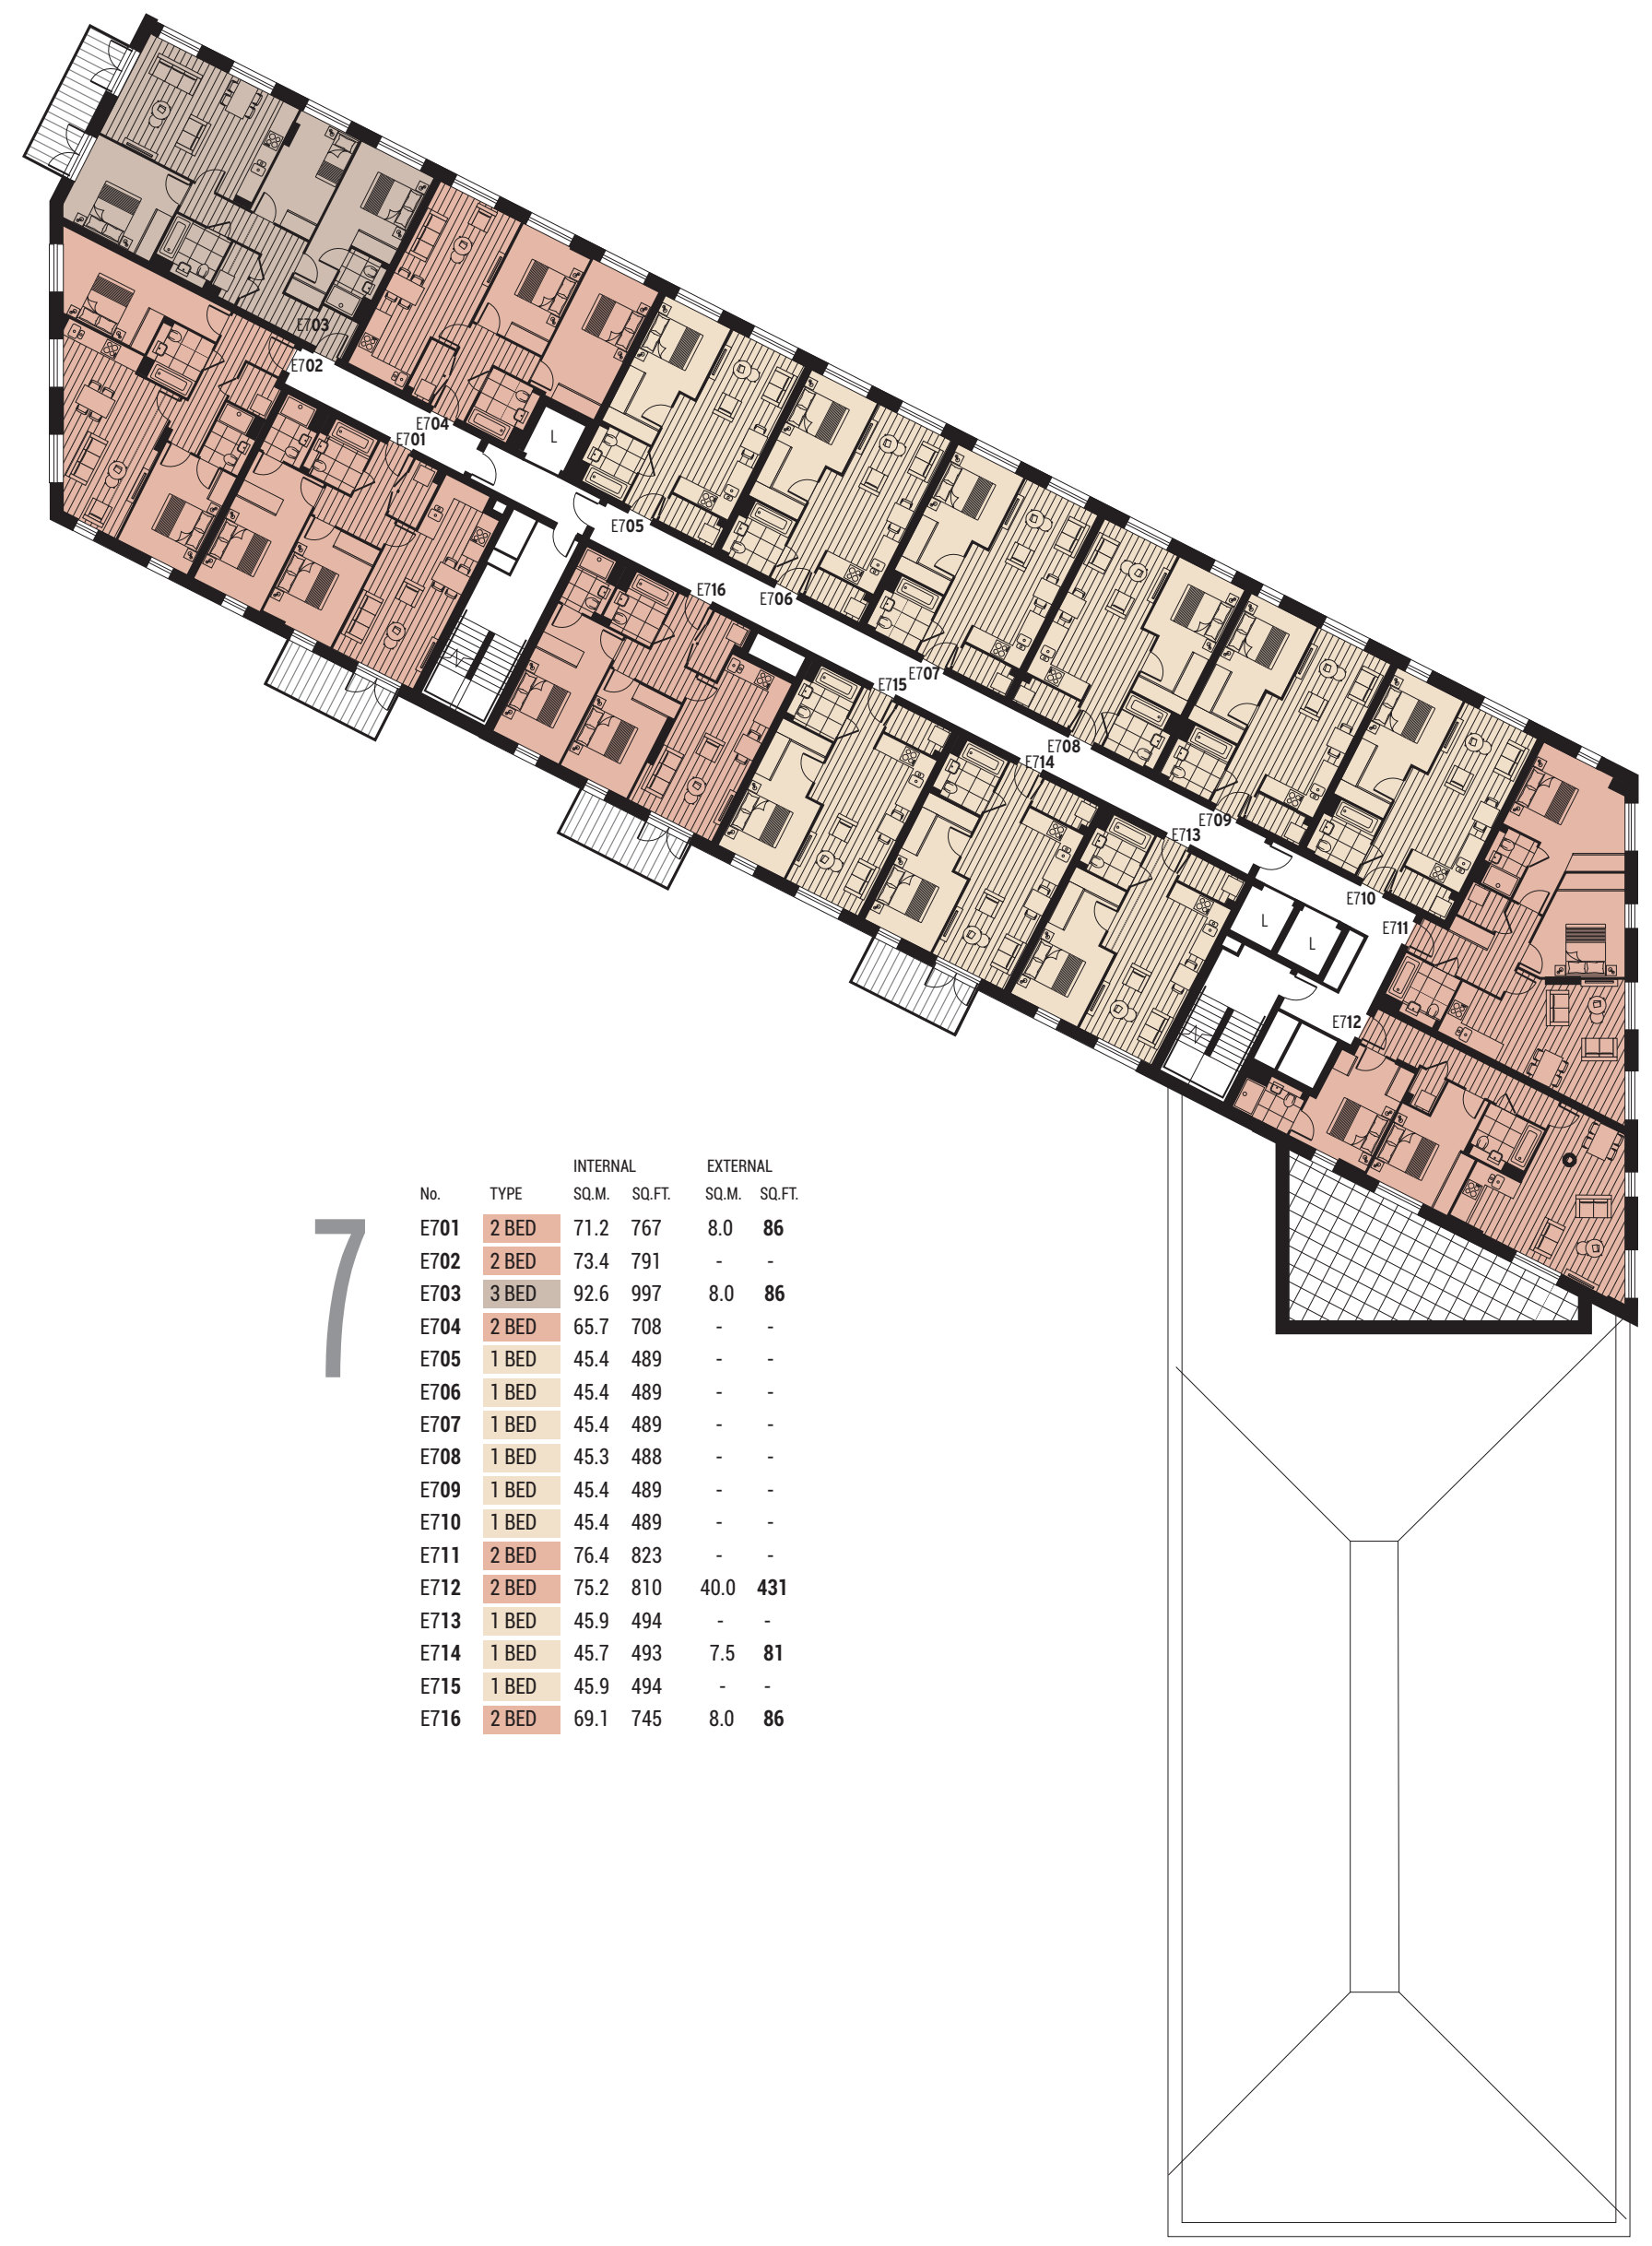 E703
E702
E704
E701
L
E705
E716
E706
E707
E715
E708
E714
E709
E713
E710
L
E711
L
E712
INTERNAL EXTERNAL
No. TYPE SQ.M. SQ.FT. SQ.M. SQ.FT.
7
E701 2 BED 71.2 767 8.0 86
E702 2 BED 73.4 791 - -
E703 3 BED 92.6 997 8.0 86
E704 2 BED 65.7 708 - -
E705 1 BED 45.4 489 - -
E706 1 BED 45.4 489 - -
E707 1 BED 45.4 489 - -
E708 1 BED 45.3 488 - -
E709 1 BED 45.4 489 - -
E710 1 BED 45.4 489 - -
E711 2 BED 76.4 823 - -
E712 2 BED 75.2 810 40.0 431
E713 1 BED 45.9 494 - -
E714 1 BED 45.7 493 7.5 81
E715 1 BED 45.9 494 - -
E716 2 BED 69.1 745 8.0 86